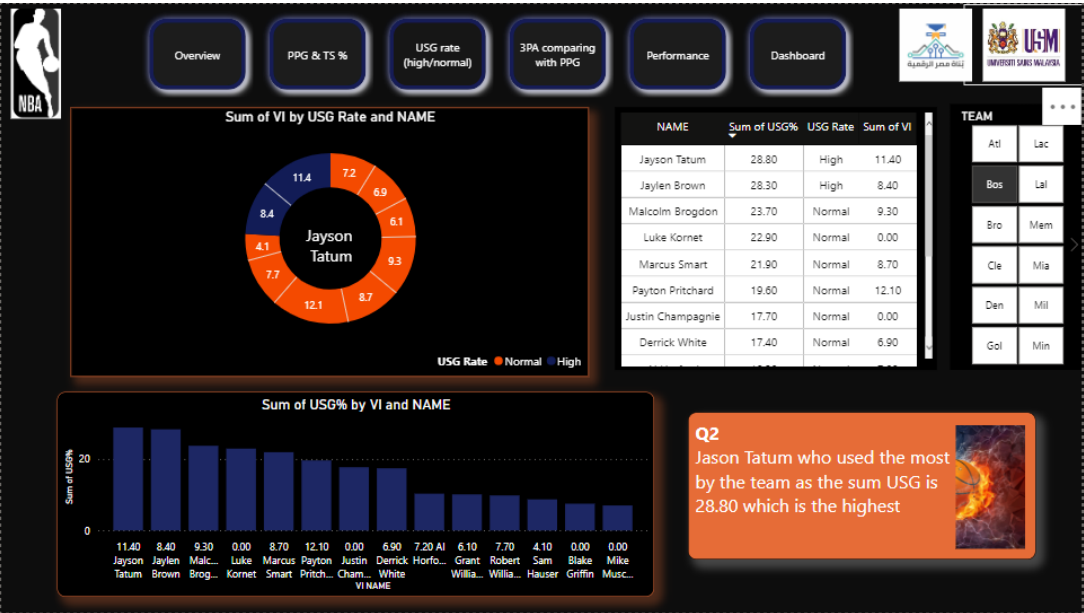 NBA
Overview
PPG & TS %
USG rate
(high/normal)
3PA comparing
with PPG
Performance
Dashboard
بُناة مصر الرقمية
USM
UNIVERSITI SAINS MALAYSIA
Sum of VI by USG Rate and NAME
11.4
7.2
6.9
8.4
6.1
4.1
9.3
7.7
8.7
12.1
Jayson
Tatum
USG Rate Normal High
NAME Sum of USG% USG Rate Sum of VI
Jayson Tatum 28.80 High 11.40
Jaylen Brown 28.30 High 8.40
Malcolm Brogdon 23.70 Normal 9.30
Luke Kornet 22.90 Normal 0.00
Marcus Smart 21.90 Normal 8.70
Payton Pritchard 19.60 Normal 12.10
Justin Champagnie 17.70 Normal 0.00
Derrick White 17.40 Normal 6.90
TEAM
Atl Lac
Bos Lal
Bro Mem
Cle Mia
Den Mil
Gol Min
Sum of USG% by VI and NAME
Sum of USG%
20
0
11.40 8.40 9.30 0.00 8.70 12.10 0.00 6.90 7.20 Al 6.10 7.70 4.10 0.00 0.00
Jayson Jaylen Malc... Luke Marcus Payton Justin Derrick Horfo... Grant Robert Sam Blake Mike
Tatum Brown Brog... Kornet Smart Pritch... Cham... White Willia... Willia... Hauser Griffin Musc...
VI NAME
Q2
Jason Tatum who used the most
by the team as the sum USG is
28.80 which is the highest